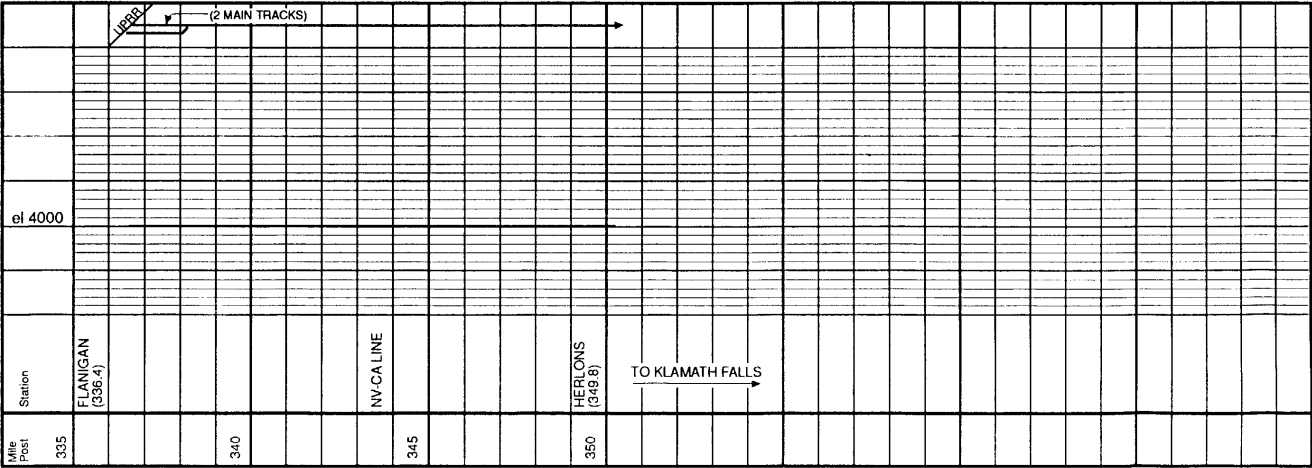 UPRR
(2 MAIN TRACKS)
el 4000
Station
FLANIGAN
(336.4)
NV-CA LINE
HERLONS
(349.8)
TO KLAMATH FALLS
Mile
Post
335
340
345
350